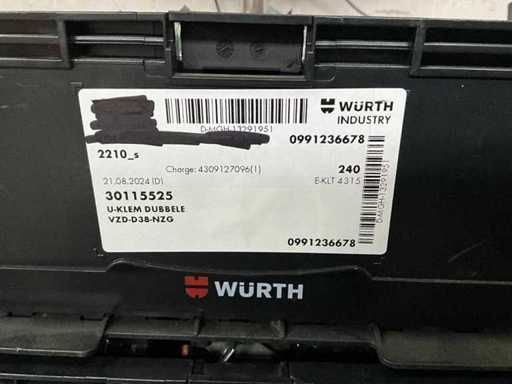 WÜRTH
INDUSTRY
D-MGH-13291951
0991236678
2210_s
Charge: 4309127096(1)
240
21.08.2024 (D)
E-KLT 4315
30115525
U-KLEM DUBBELE
VZD-D38-NZG
0991236678
D-MGH-13291951
WÜRTH